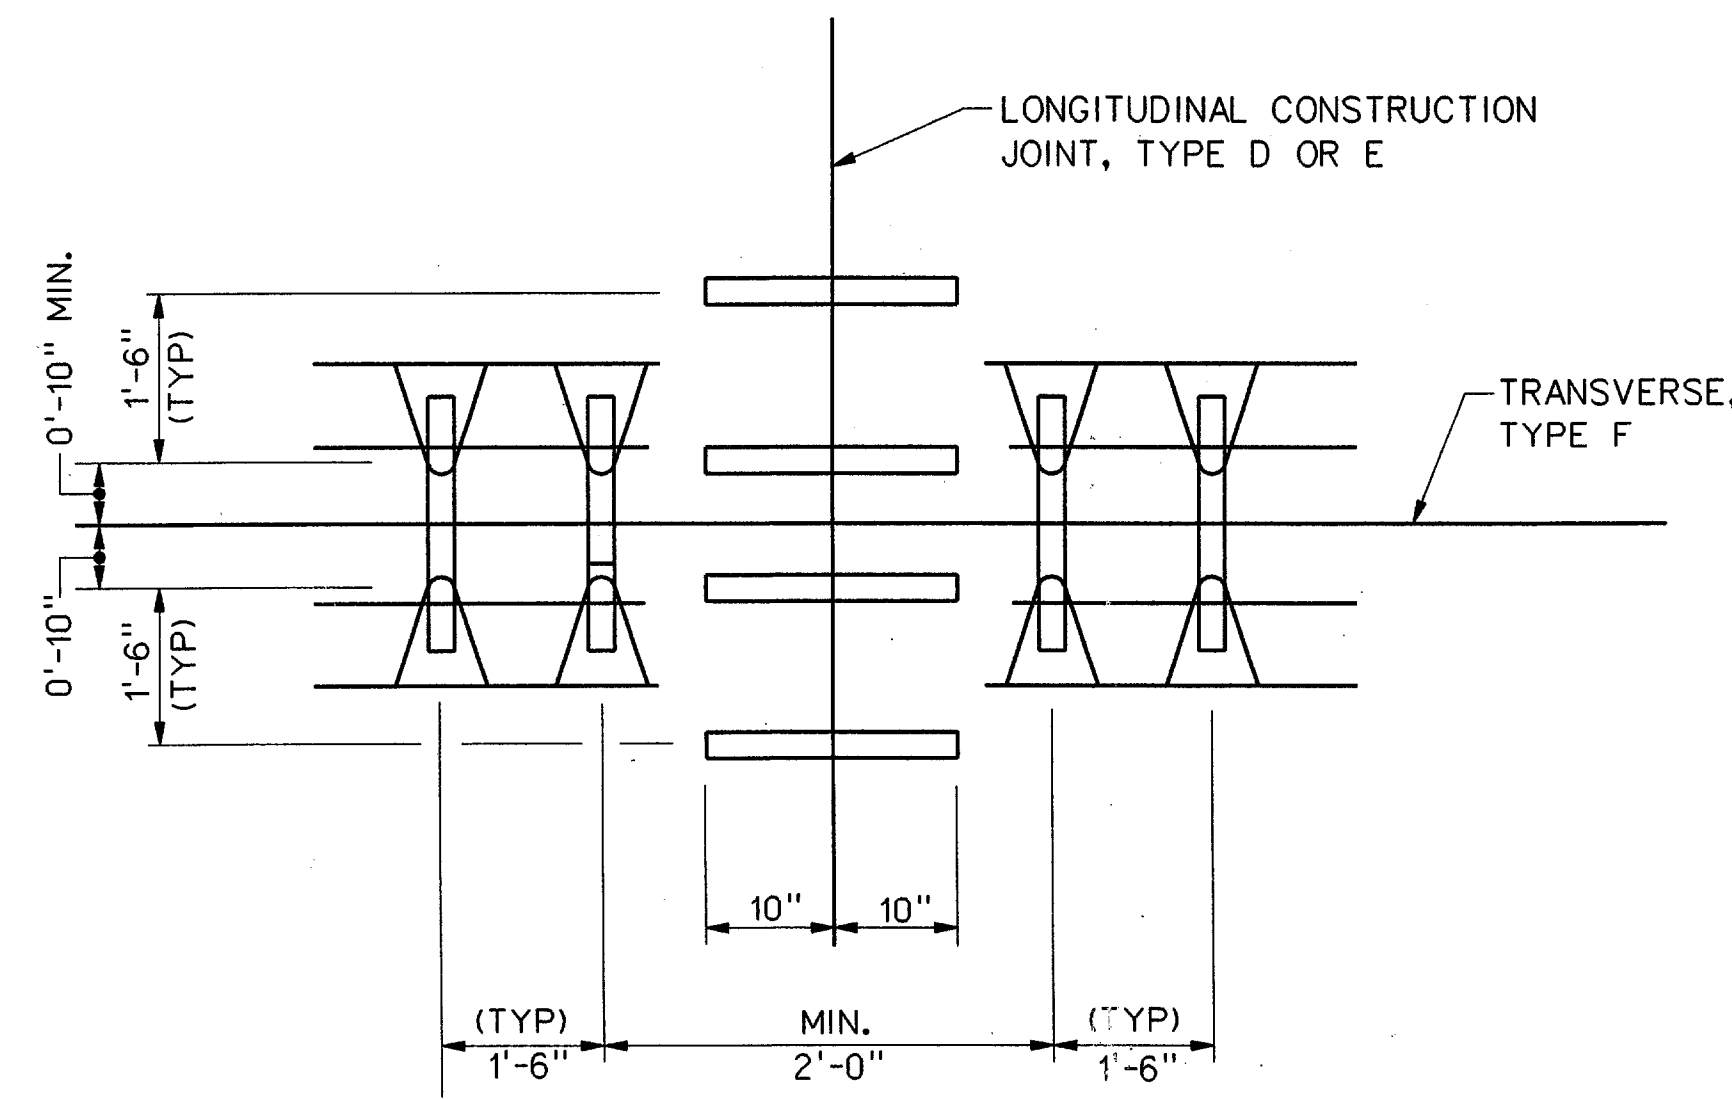 LONGITUDINAL CONSTRUCTION
JOINT, TYPE D OR E
0'-10" MIN.
1'-6"
(TYP)
TRANSVERSE,
TYPE F
0'-10"
1'-6"
(TYP)
10"
10"
(TYP)
1'-6"
MIN.
2'-0"
(TYP)
1'-6"